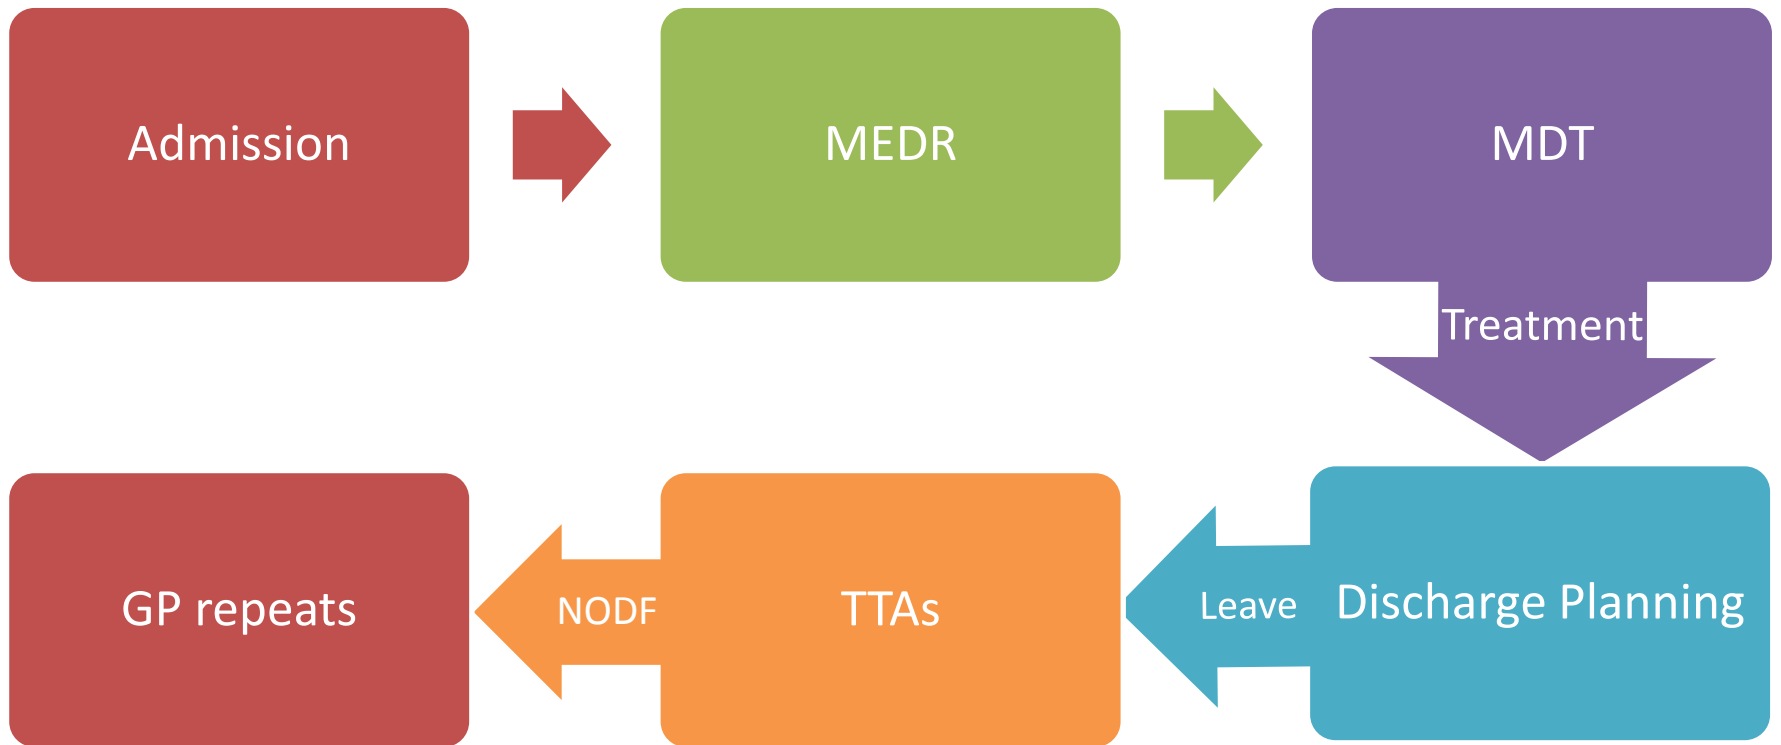 Admission
MEDR
MDT
Treatment
Discharge Planning
Leave
TTAs
NODF
GP repeats